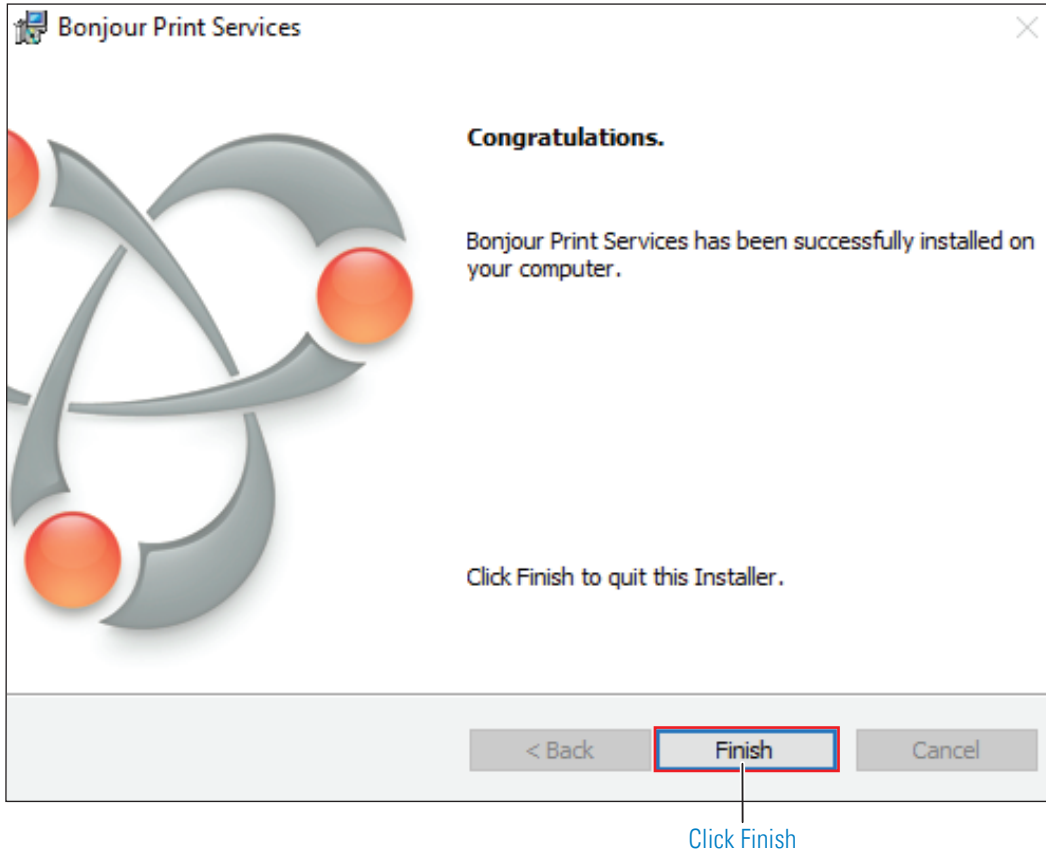 Bonjour Print Services
Congratulations.
Bonjour Print Services has been successfully installed on
your computer.
Click Finish to quit this Installer.
< Back
Finish
Cancel
Click Finish